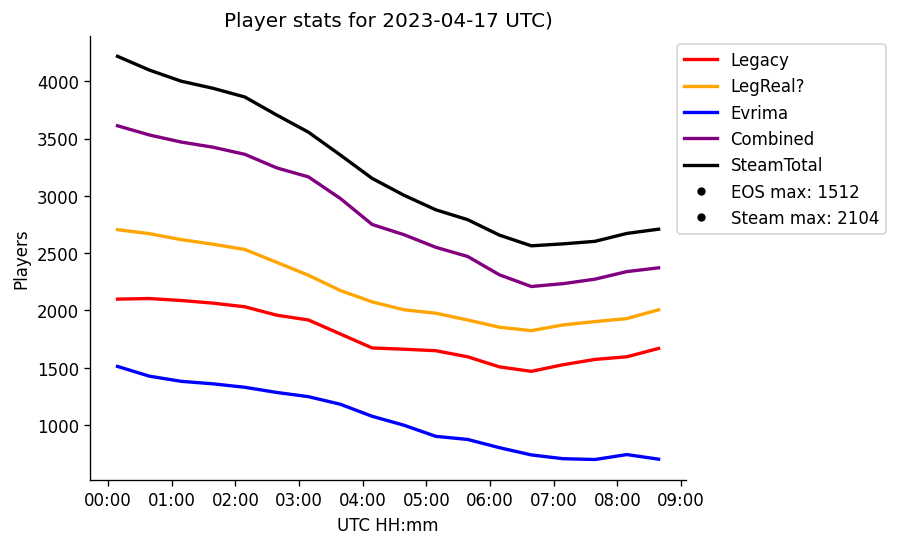 Player stats for 2023-04-17 UTC)
Legacy
LegReal?
Evrima
Combined
SteamTotal
EOS max: 1512
Steam max: 2104
Players
4000
3500
3000
2500
2000
1500
1000
00:00 01:00 02:00 03:00 04:00 05:00 06:00 07:00 08:00 09:00
UTC HH:mm